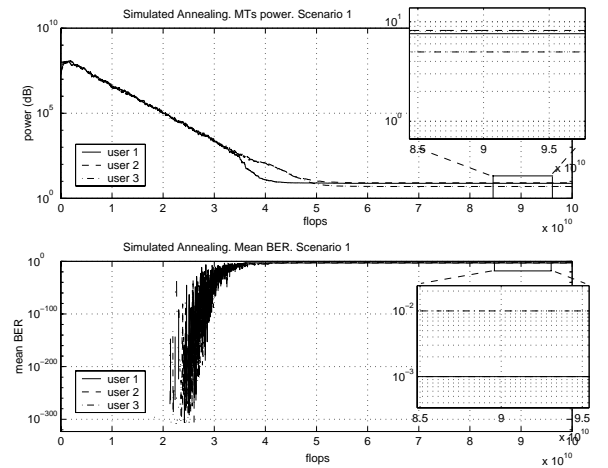 Simulated Annealing. MTs power. Scenario 1
power (dB)
10^10
10^5
10^0
user 1
user 2
user 3
0 1 2 3 4 5 6 7 8 9 10
flops
x 10^10
10^1
10^0
8.5 9 9.5
x 10^10
Simulated Annealing. Mean BER. Scenario 1
mean BER
10^0
10^-100
10^-200
10^-300
user 1
user 2
user 3
0 1 2 3 4 5 6 7 8 9 10
flops
x 10^10
10^-2
10^-3
8.5 9 9.5
x 10^10